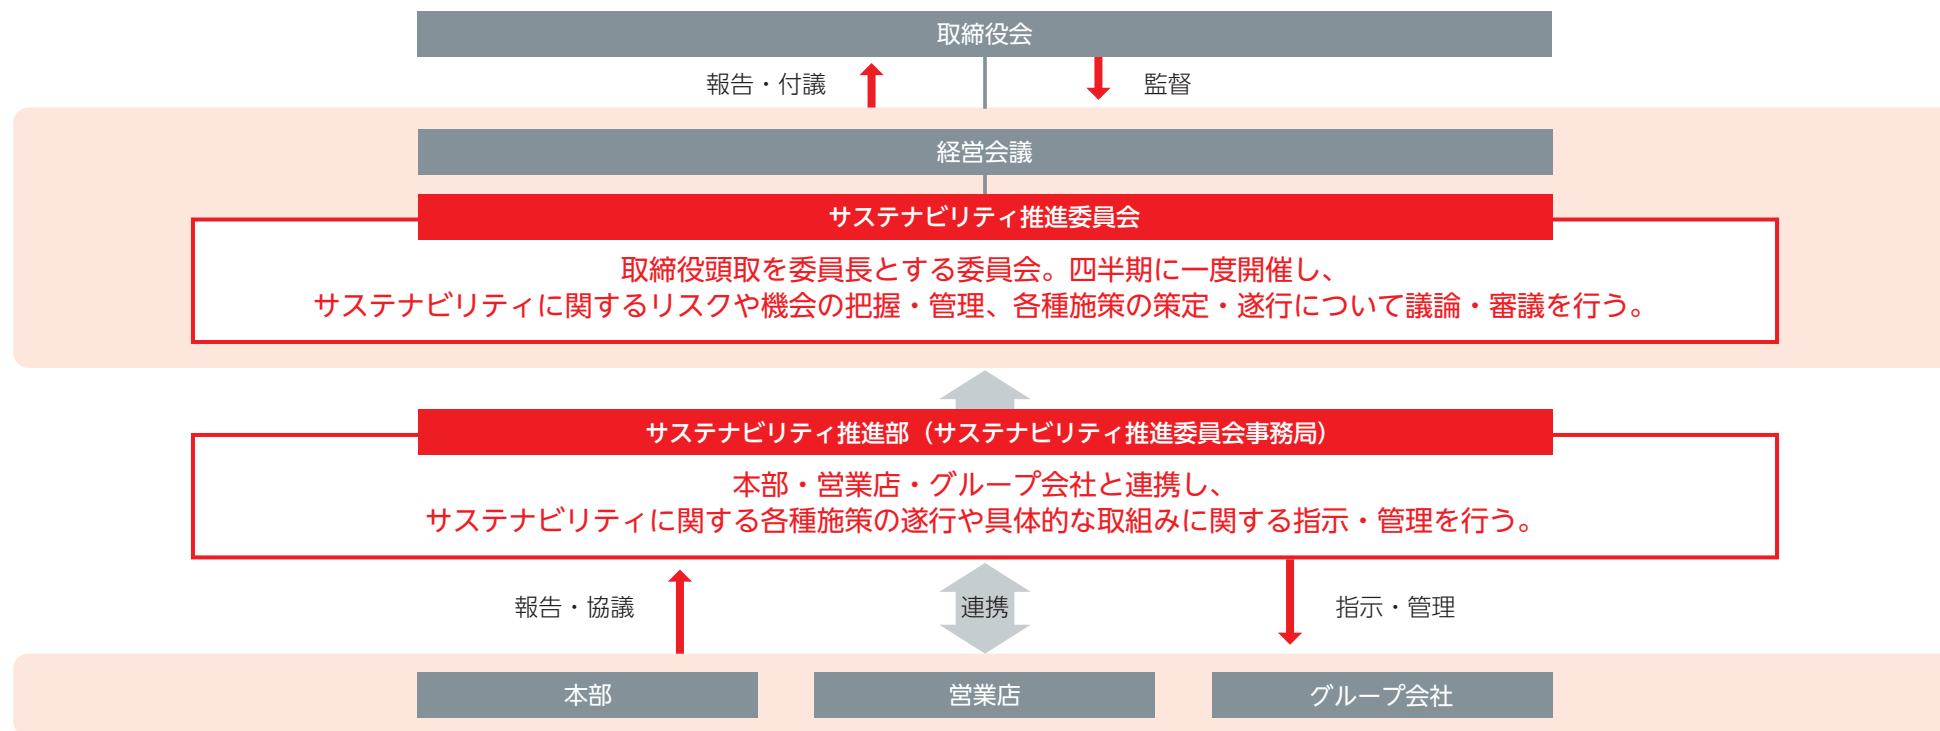 取締役会
報告・付議
監督
経営会議
サステナビリティ推進委員会
取締役頭取を委員長とする委員会。四半期に一度開催し、
サステナビリティに関するリスクや機会の把握・管理、各種施策の策定・遂行について議論・審議を行う。
サステナビリティ推進部（サステナビリティ推進委員会事務局）
本部・営業店・グループ会社と連携し、
サステナビリティに関する各種施策の遂行や具体的な取組みに関する指示・管理を行う。
報告・協議
連携
指示・管理
本部
営業店
グループ会社